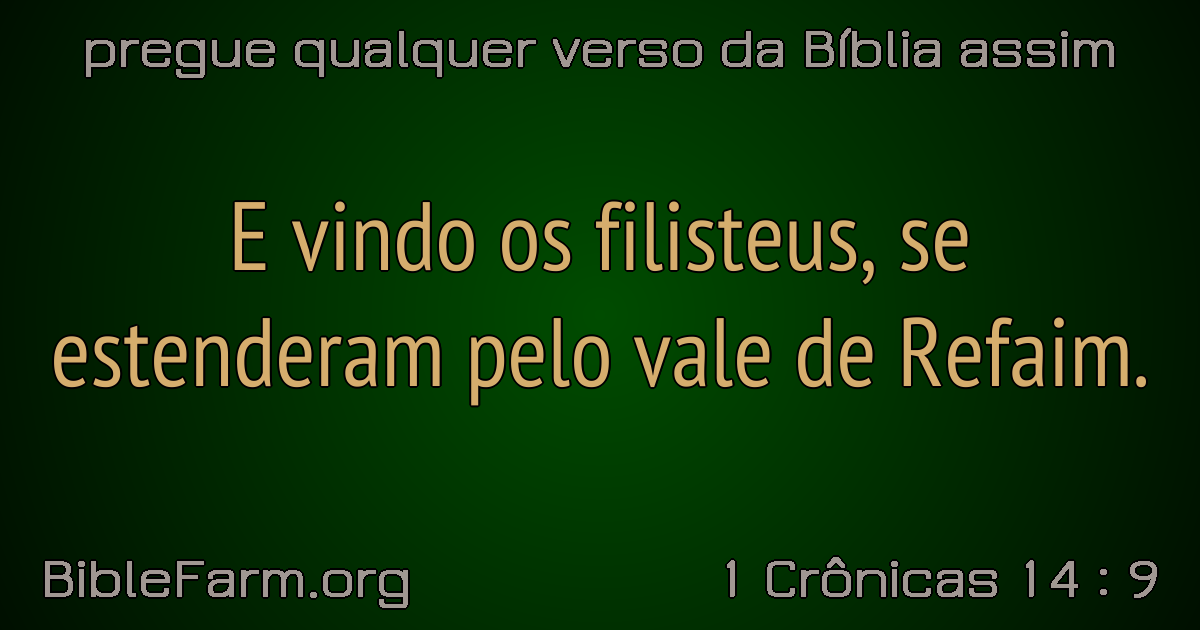 pregue qualquer verso da Bíblia assim
E vindo os filisteus, se
estenderam pelo vale de Refaim.
BibleFarm.org
1 Crônicas 14 : 9